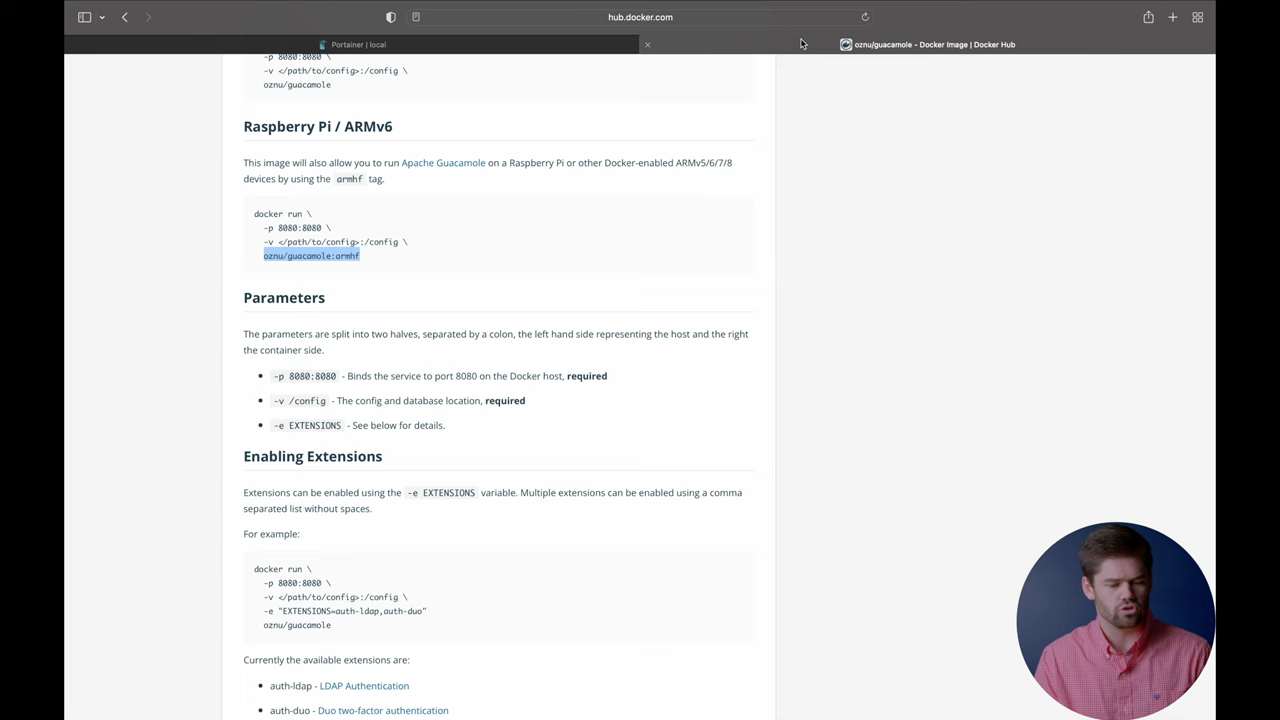 hub.docker.com
Portainer | local
oznu/guacamole - Docker Image | Docker Hub
-p 8080:8080 \
-v </path/to/config>:/config \
oznu/guacamole
Raspberry Pi / ARMv6
This image will also allow you to run Apache Guacamole on a Raspberry Pi or other Docker-enabled ARMv5/6/7/8
devices by using the armhf tag.
docker run \
-p 8080:8080 \
-v </path/to/config>:/config \
oznu/guacamole:armhf
Parameters
The parameters are split into two halves, separated by a colon, the left hand side representing the host and the right
the container side.
-p 8080:8080 - Binds the service to port 8080 on the Docker host, required
-v /config - The config and database location, required
-e EXTENSIONS - See below for details.
Enabling Extensions
Extensions can be enabled using the -e EXTENSIONS variable. Multiple extensions can be enabled using a comma
separated list without spaces.
For example:
docker run \
-p 8080:8080 \
-v </path/to/config>:/config \
-e "EXTENSIONS=auth-ldap,auth-duo"
oznu/guacamole
Currently the available extensions are:
auth-ldap - LDAP Authentication
auth-duo - Duo two-factor authentication